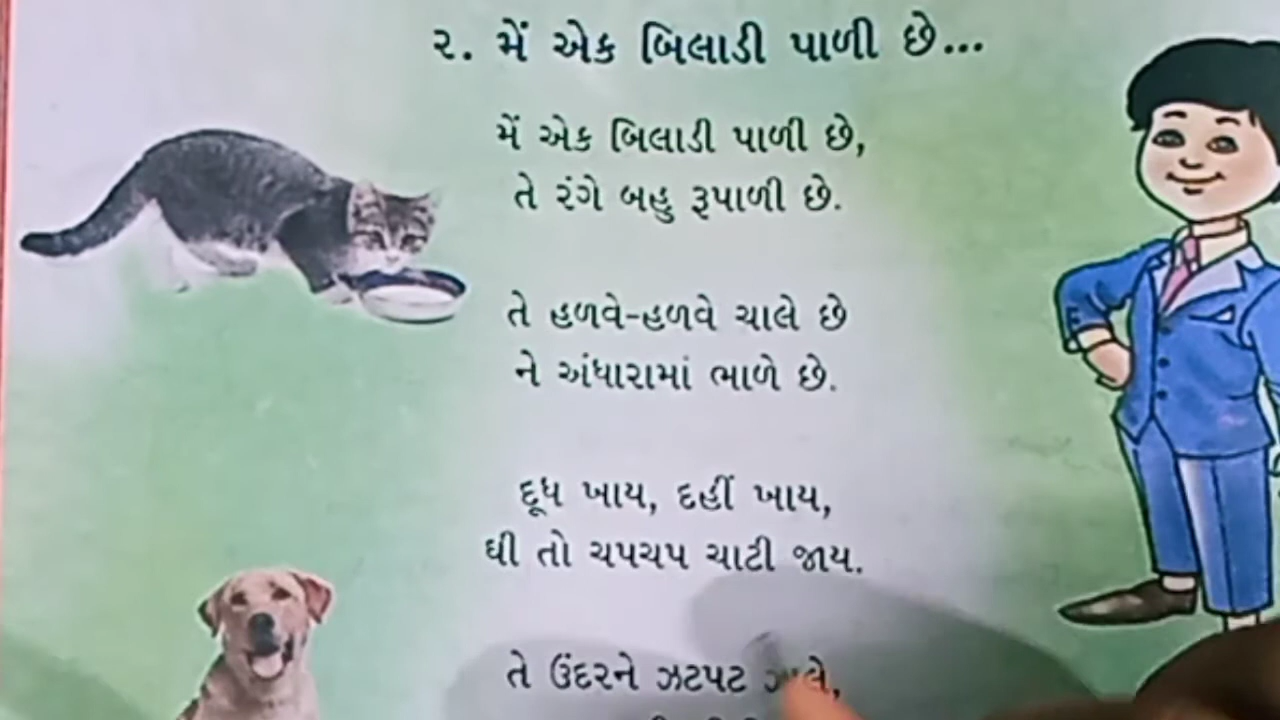 ૨. મેં એક બિલાડી પાળી છે...
મેં એક બિલાડી પાળી છે,
તે રંગે બહુ રૂપાળી છે.
તે હળવે-હળવે ચાલે છે
ને અંધારામાં ભાળે છે.
દૂધ ખાય, દહીં ખાય,
ઘી તો ચપચપ ચાટી જાય.
તે ઉંદરને ઝટપટ ઝાલે,